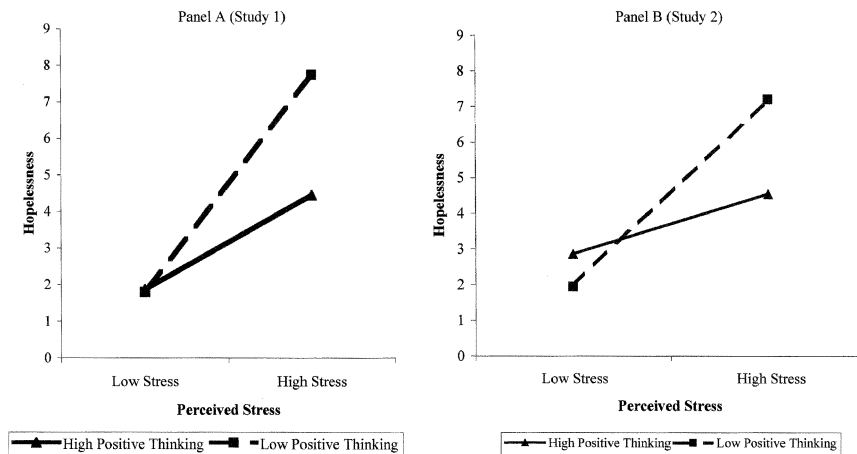 Panel A (Study 1)
9
8
7
6
5
4
3
2
1
0
Hopelessness
Low Stress
High Stress
Perceived Stress
High Positive Thinking
Low Positive Thinking
Panel B (Study 2)
9
8
7
6
5
4
3
2
1
0
Hopelessness
Low Stress
High Stress
Perceived Stress
High Positive Thinking
Low Positive Thinking